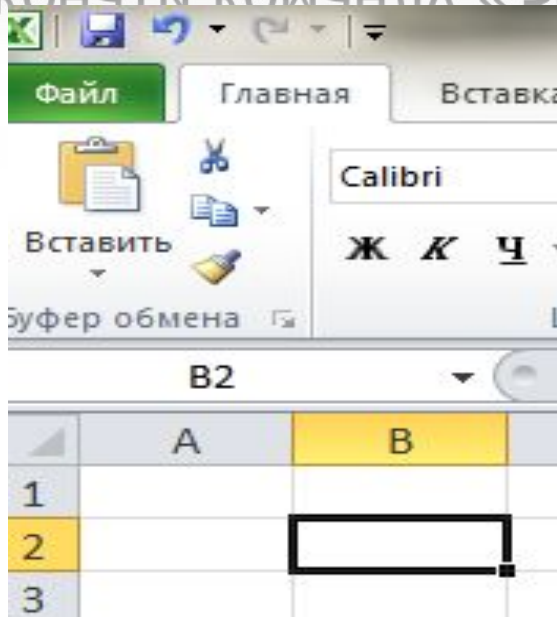 Файл Главная Вставка
Calibri
Вставить
Ж К Ч
Буфер обмена
B2
A B
1
2
3